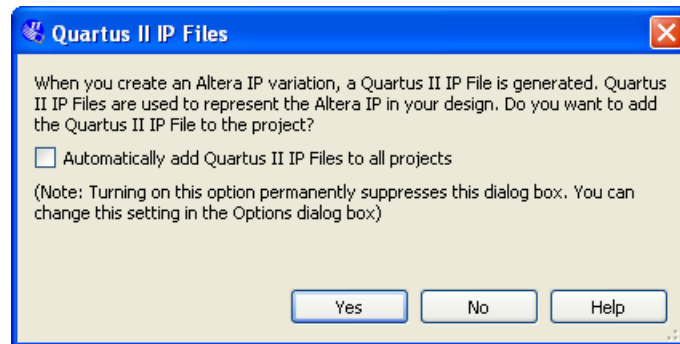 Quartus II IP Files
When you create an Altera IP variation, a Quartus II IP File is generated. Quartus
II IP Files are used to represent the Altera IP in your design. Do you want to add
the Quartus II IP File to the project?
Automatically add Quartus II IP Files to all projects
(Note: Turning on this option permanently suppresses this dialog box. You can
change this setting in the Options dialog box)
Yes No Help